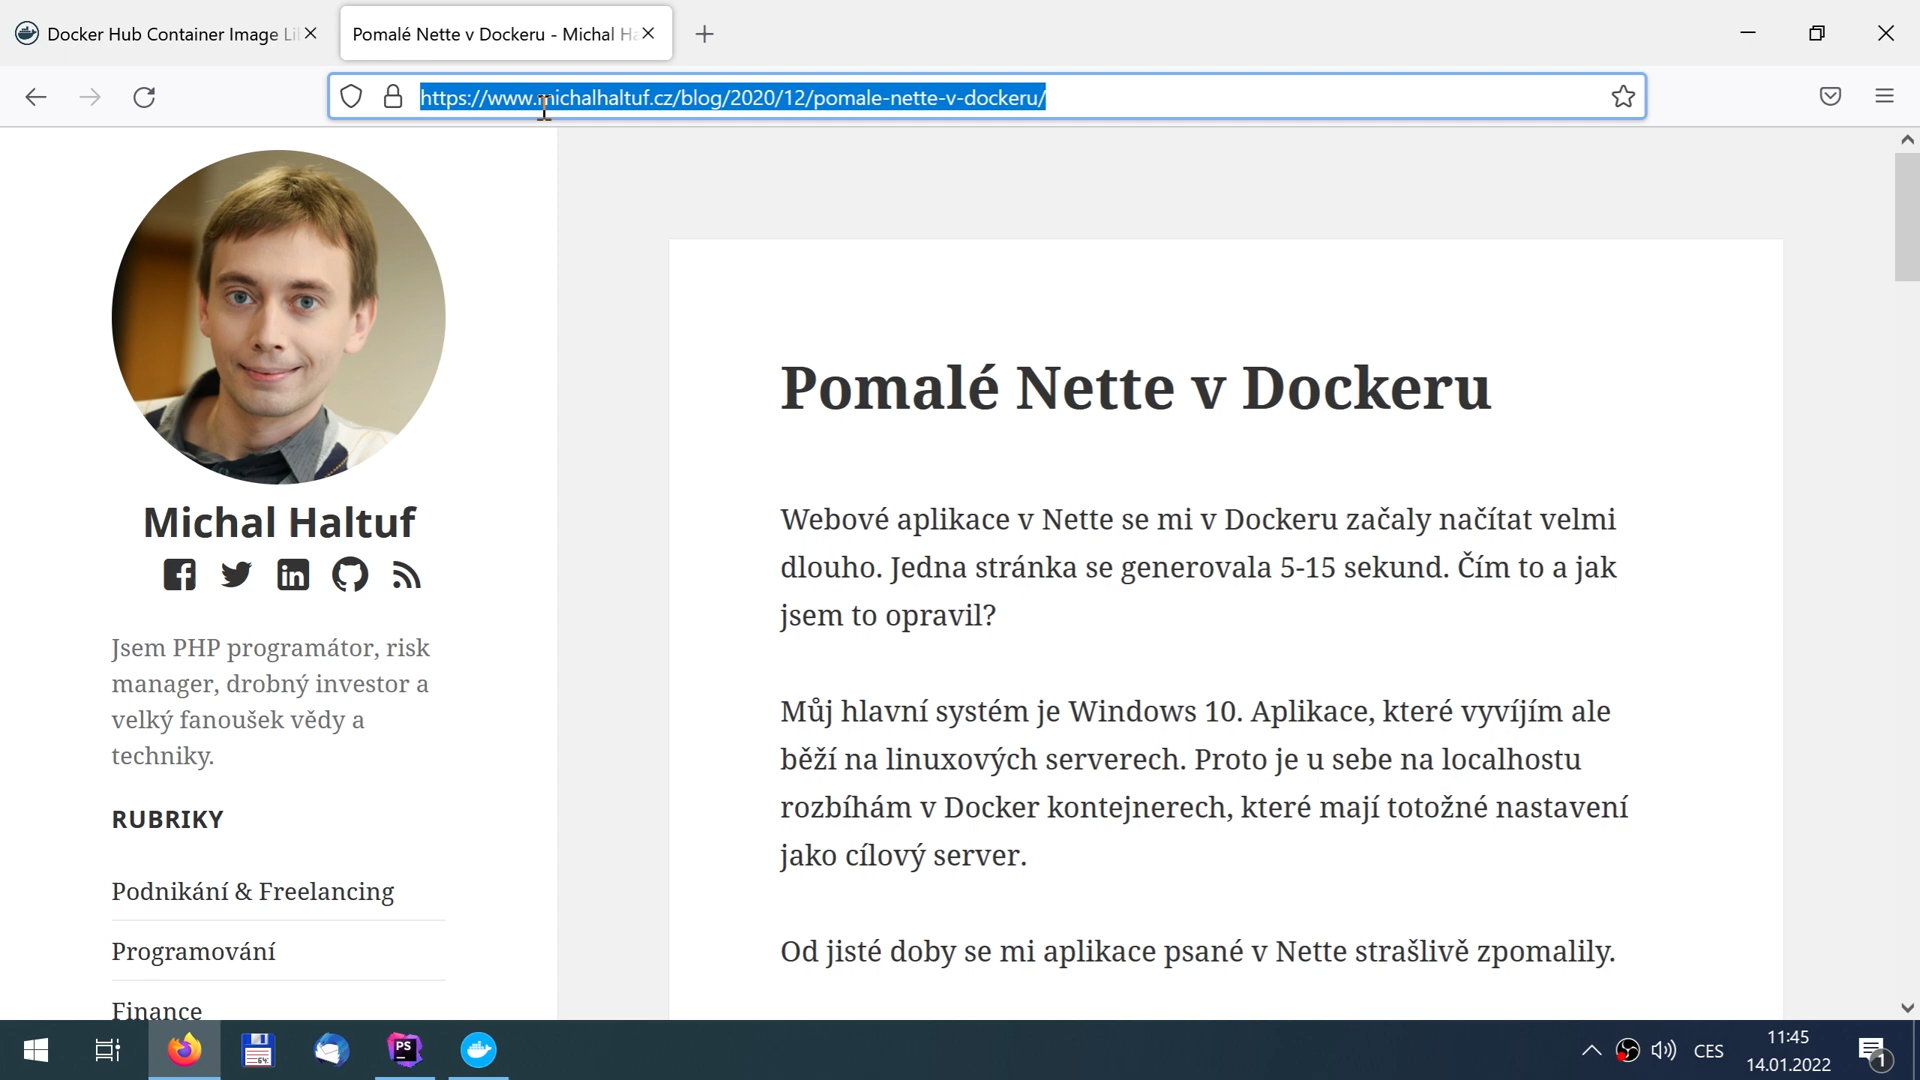 Docker Hub Container Image Li
Pomalé Nette v Dockeru - Michal Ha
https://www.michalhaltuf.cz/blog/2020/12/pomale-nette-v-dockeru/
Michal Haltuf
Jsem PHP programátor, risk
manager, drobný investor a
velký fanoušek vědy a
techniky.
RUBRIKY
Podnikání & Freelancing
Programování
Finance
Pomalé Nette v Dockeru
Webové aplikace v Nette se mi v Dockeru začaly načítat velmi
dlouho. Jedna stránka se generovala 5-15 sekund. Čím to a jak
jsem to opravil?
Můj hlavní systém je Windows 10. Aplikace, které vyvíjím ale
běží na linuxových serverech. Proto je u sebe na localhostu
rozbíhám v Docker kontejnerech, které mají totožné nastavení
jako cílový server.
Od jisté doby se mi aplikace psané v Nette strašlivě zpomalily.
64
PS
CES
11:45
14.01.2022
1